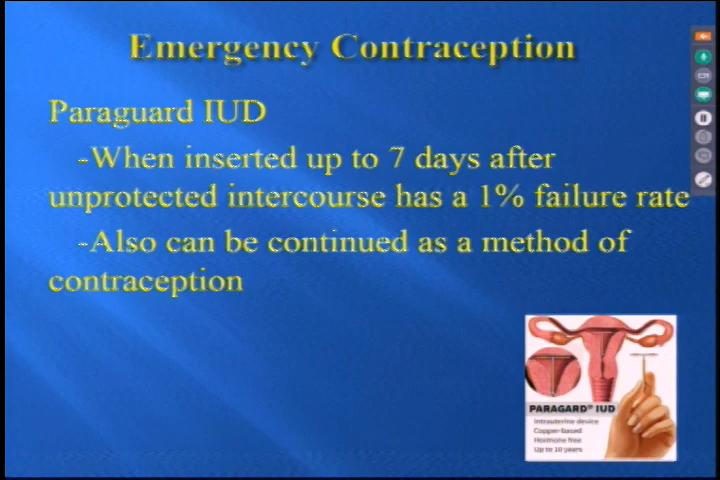 Emergency Contraception
Paraguard IUD
-When inserted up to 7 days after
unprotected intercourse has a 1% failure rate
-Also can be continued as a method of
contraception
PARAGARD® IUD
Intrauterine device
Copper-based
Hormone free
Up to 10 years